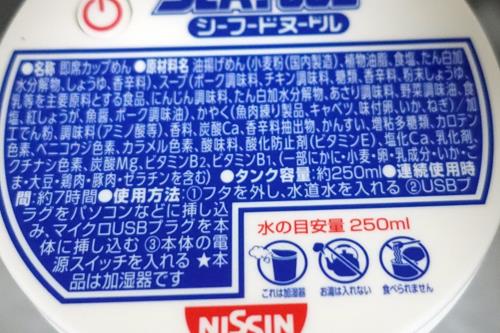 シーフードヌードル
●名称 即席カップめん ●原材料名 油揚げめん(小麦粉(国内製造)、植物油脂、食塩、たん白加
水分解物、しょうゆ、香辛料)、スープ(ポーク調味料、チキン調味料、糖類、香辛料、粉末しょうゆ、
乳等を主要原料とする食品、にんじん調味料、たん白加水分解物、あさり調味料、野菜調味油、食
塩、紅しょうが、魚醤、ポーク調味油)、かやく(魚肉練り製品、キャベツ、味付卵、いか、ねぎ)/加
工でん粉、調味料(アミノ酸等)、香料、炭酸Ca、香辛料抽出物、かんすい、増粘多糖類、カロテン
色素、ベニコウジ色素、カラメル色素、酸味料、酸化防止剤(ビタミンE)、塩化Ca、乳化剤、
クチナシ色素、炭酸Mg、ビタミンB2、ビタミンB1、(一部にかに・小麦・卵・乳成分・いか・ご
ま・大豆・鶏肉・豚肉・ゼラチンを含む) ●タンク容量:約250ml ●連続使用時
間:約7時間 ●使用方法:①フタを外し、水道水を入れる ②USBプ
ラグをパソコンなどに挿し込
み、マイクロUSBプラグを本
体に挿し込む ③本体の電
源スイッチを入れる ★本
品は加湿器です
水の目安量 250ml
これは加湿器 お湯は入れない 食べられません
NISSIN